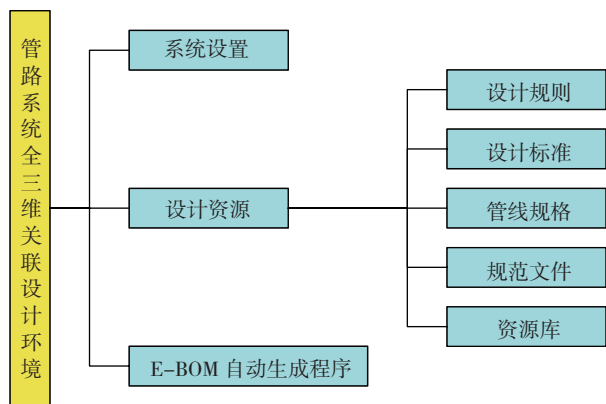 管路系统全三维关联设计环境
系统设置
设计资源
E-BOM 自动生成程序
设计规则
设计标准
管线规格
规范文件
资源库